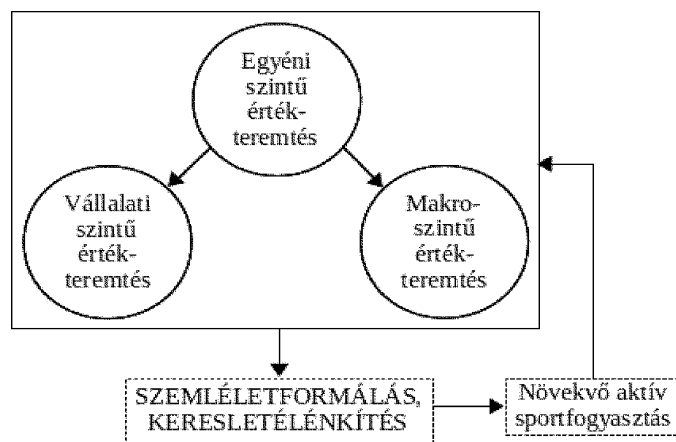 Egyéni
szintű
érték-
teremtés
Vállalati
szintű
érték-
teremtés
Makro-
szintű
érték-
teremtés
SZEMLÉLETFORMÁLÁS,
KERESLETÉLÉNKÍTÉS
Növekvő aktív
sportfogyasztás